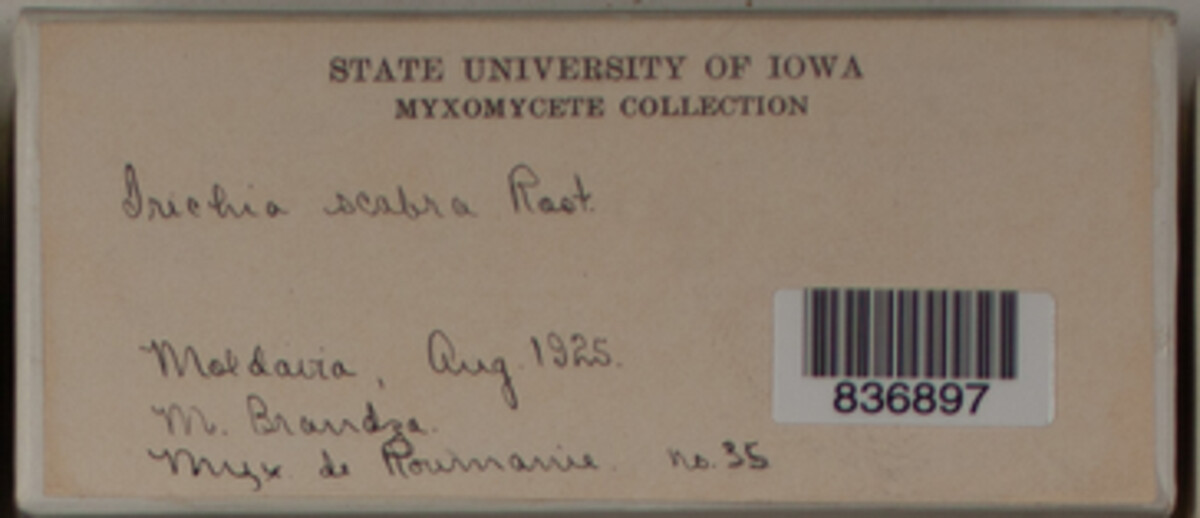 STATE UNIVERSITY OF IOWA
MYXOMYCETE COLLECTION
Trichia scabra Rost.
Moldavia, Aug. 1925.
M. Brandza.
Myx. de Roumanie. no. 35
836897